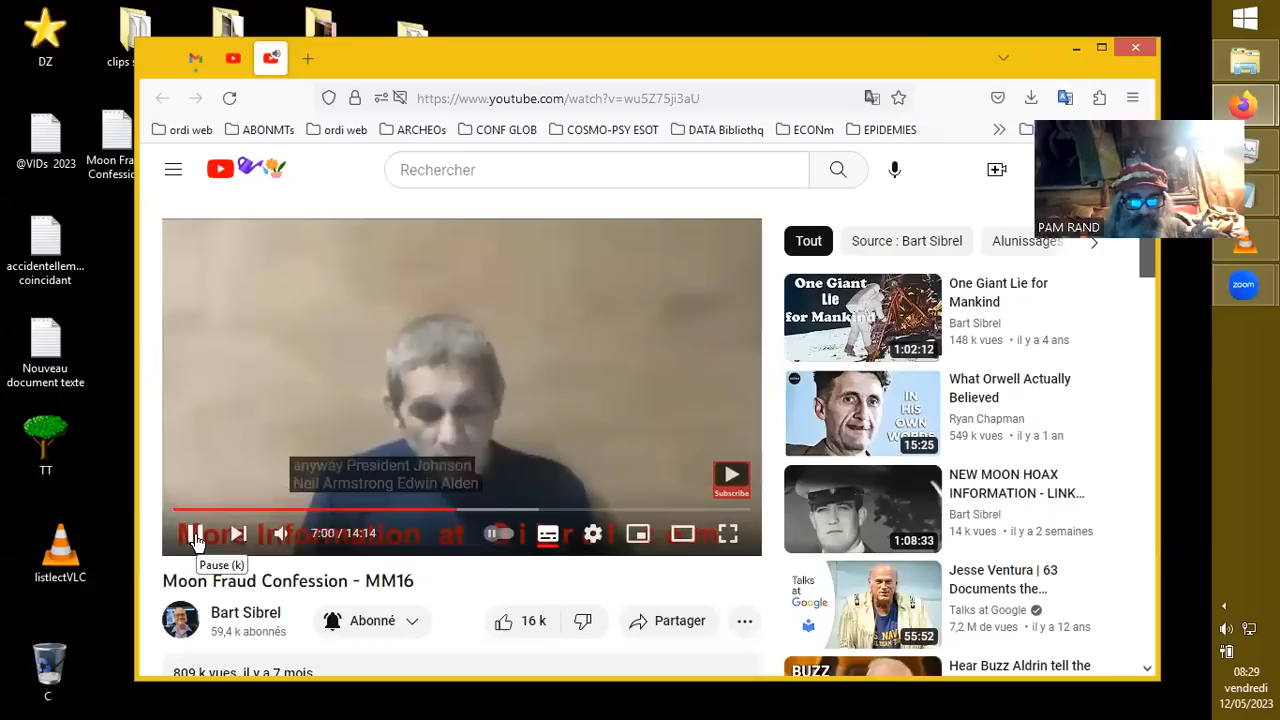 DZ
clips s
@VIDs 2023
Moon Fra
Confessio
accidentellem...
coincidant
Nouveau
document texte
TT
listlectVLC
C
https://www.youtube.com/watch?v=wu5Z75ji3aU
ordi web
ABONMTs
ordi web
ARCHEOs
CONF GLOB
COSMO-PSY ESOT
DATA Bibliothq
ECONm
EPIDEMIES
Rechercher
PAM RAND
Tout
Source : Bart Sibrel
Alunissages
anyway President Johnson
Neil Armstrong Edwin Alden
Subscribe
More Information at
7:00 / 14:14
Pause (k)
Moon Fraud Confession - MM16
Bart Sibrel
59,4 k abonnés
Abonné
16 k
Partager
809 k vues, il y a 7 mois
One Giant
Lie
for Mankind
1:02:12
One Giant Lie for
Mankind
Bart Sibrel
148 k vues • il y a 4 ans
IN
HIS
OWN
15:25
What Orwell Actually
Believed
Ryan Chapman
549 k vues • il y a 1 an
1:08:33
NEW MOON HOAX
INFORMATION - LINK...
Bart Sibrel
14 k vues • il y a 2 semaines
Talks
at
Google
55:52
Jesse Ventura | 63
Documents the...
Talks at Google
7,2 M de vues • il y a 12 ans
BUZZ
Hear Buzz Aldrin tell the
zoom
08:29
vendredi
12/05/2023